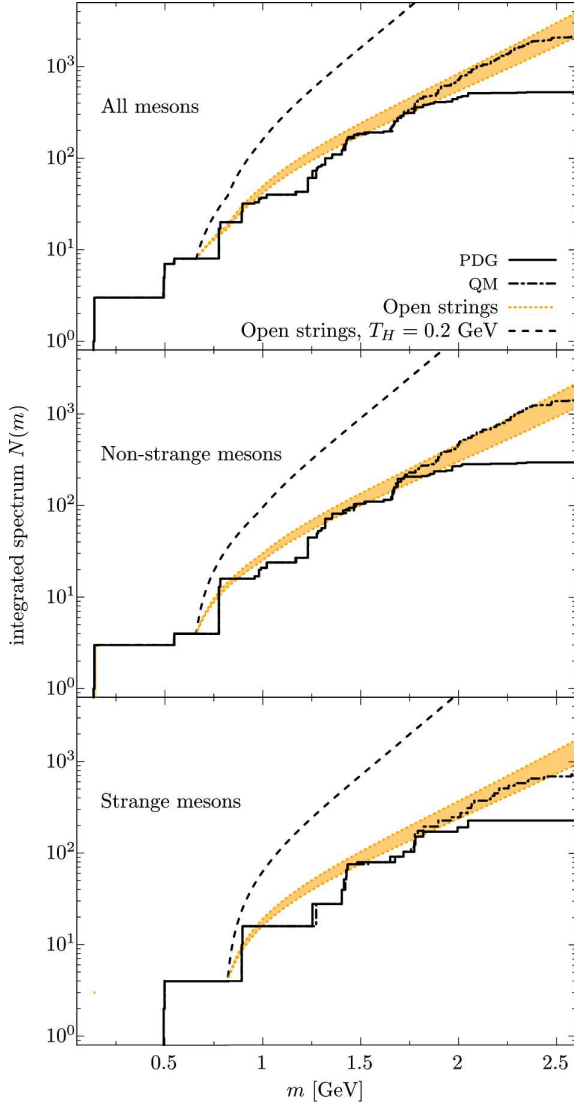 10³
All mesons
10²
PDG
QM
10¹
Open strings
Open strings, T_H = 0.2 GeV
10⁰
10³
Non-strange mesons
10²
integrated spectrum N(m)
10¹
10⁰
10³
Strange mesons
10²
10¹
10⁰
0.5 1 1.5 2 2.5
m [GeV]